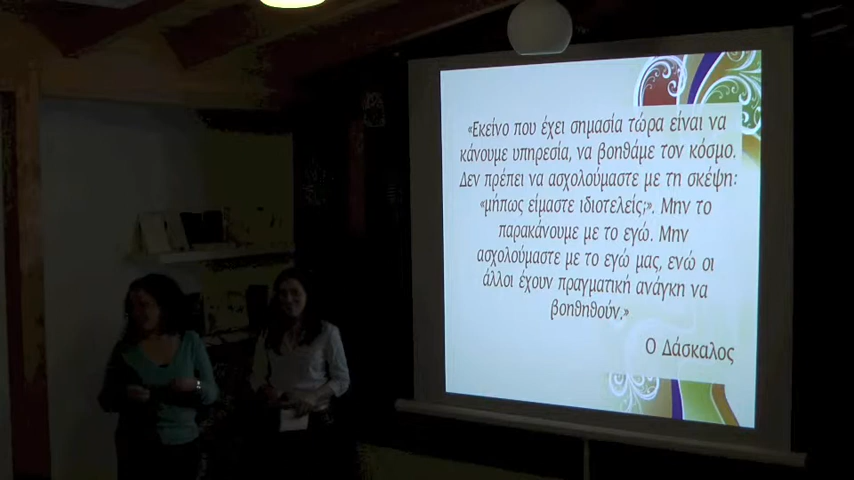 «Εκείνο που έχει σημασία τώρα είναι να
κάνουμε υπηρεσία, να βοηθάμε τον κόσμο.
Δεν πρέπει να ασχολούμαστε με τη σκέψη:
«μήπως είμαστε ιδιοτελείς;». Μην το
παρακάνουμε με το εγώ. Μην
ασχολούμαστε με το εγώ μας, ενώ οι
άλλοι έχουν πραγματική ανάγκη να
βοηθηθούν.»
Ο Δάσκαλος